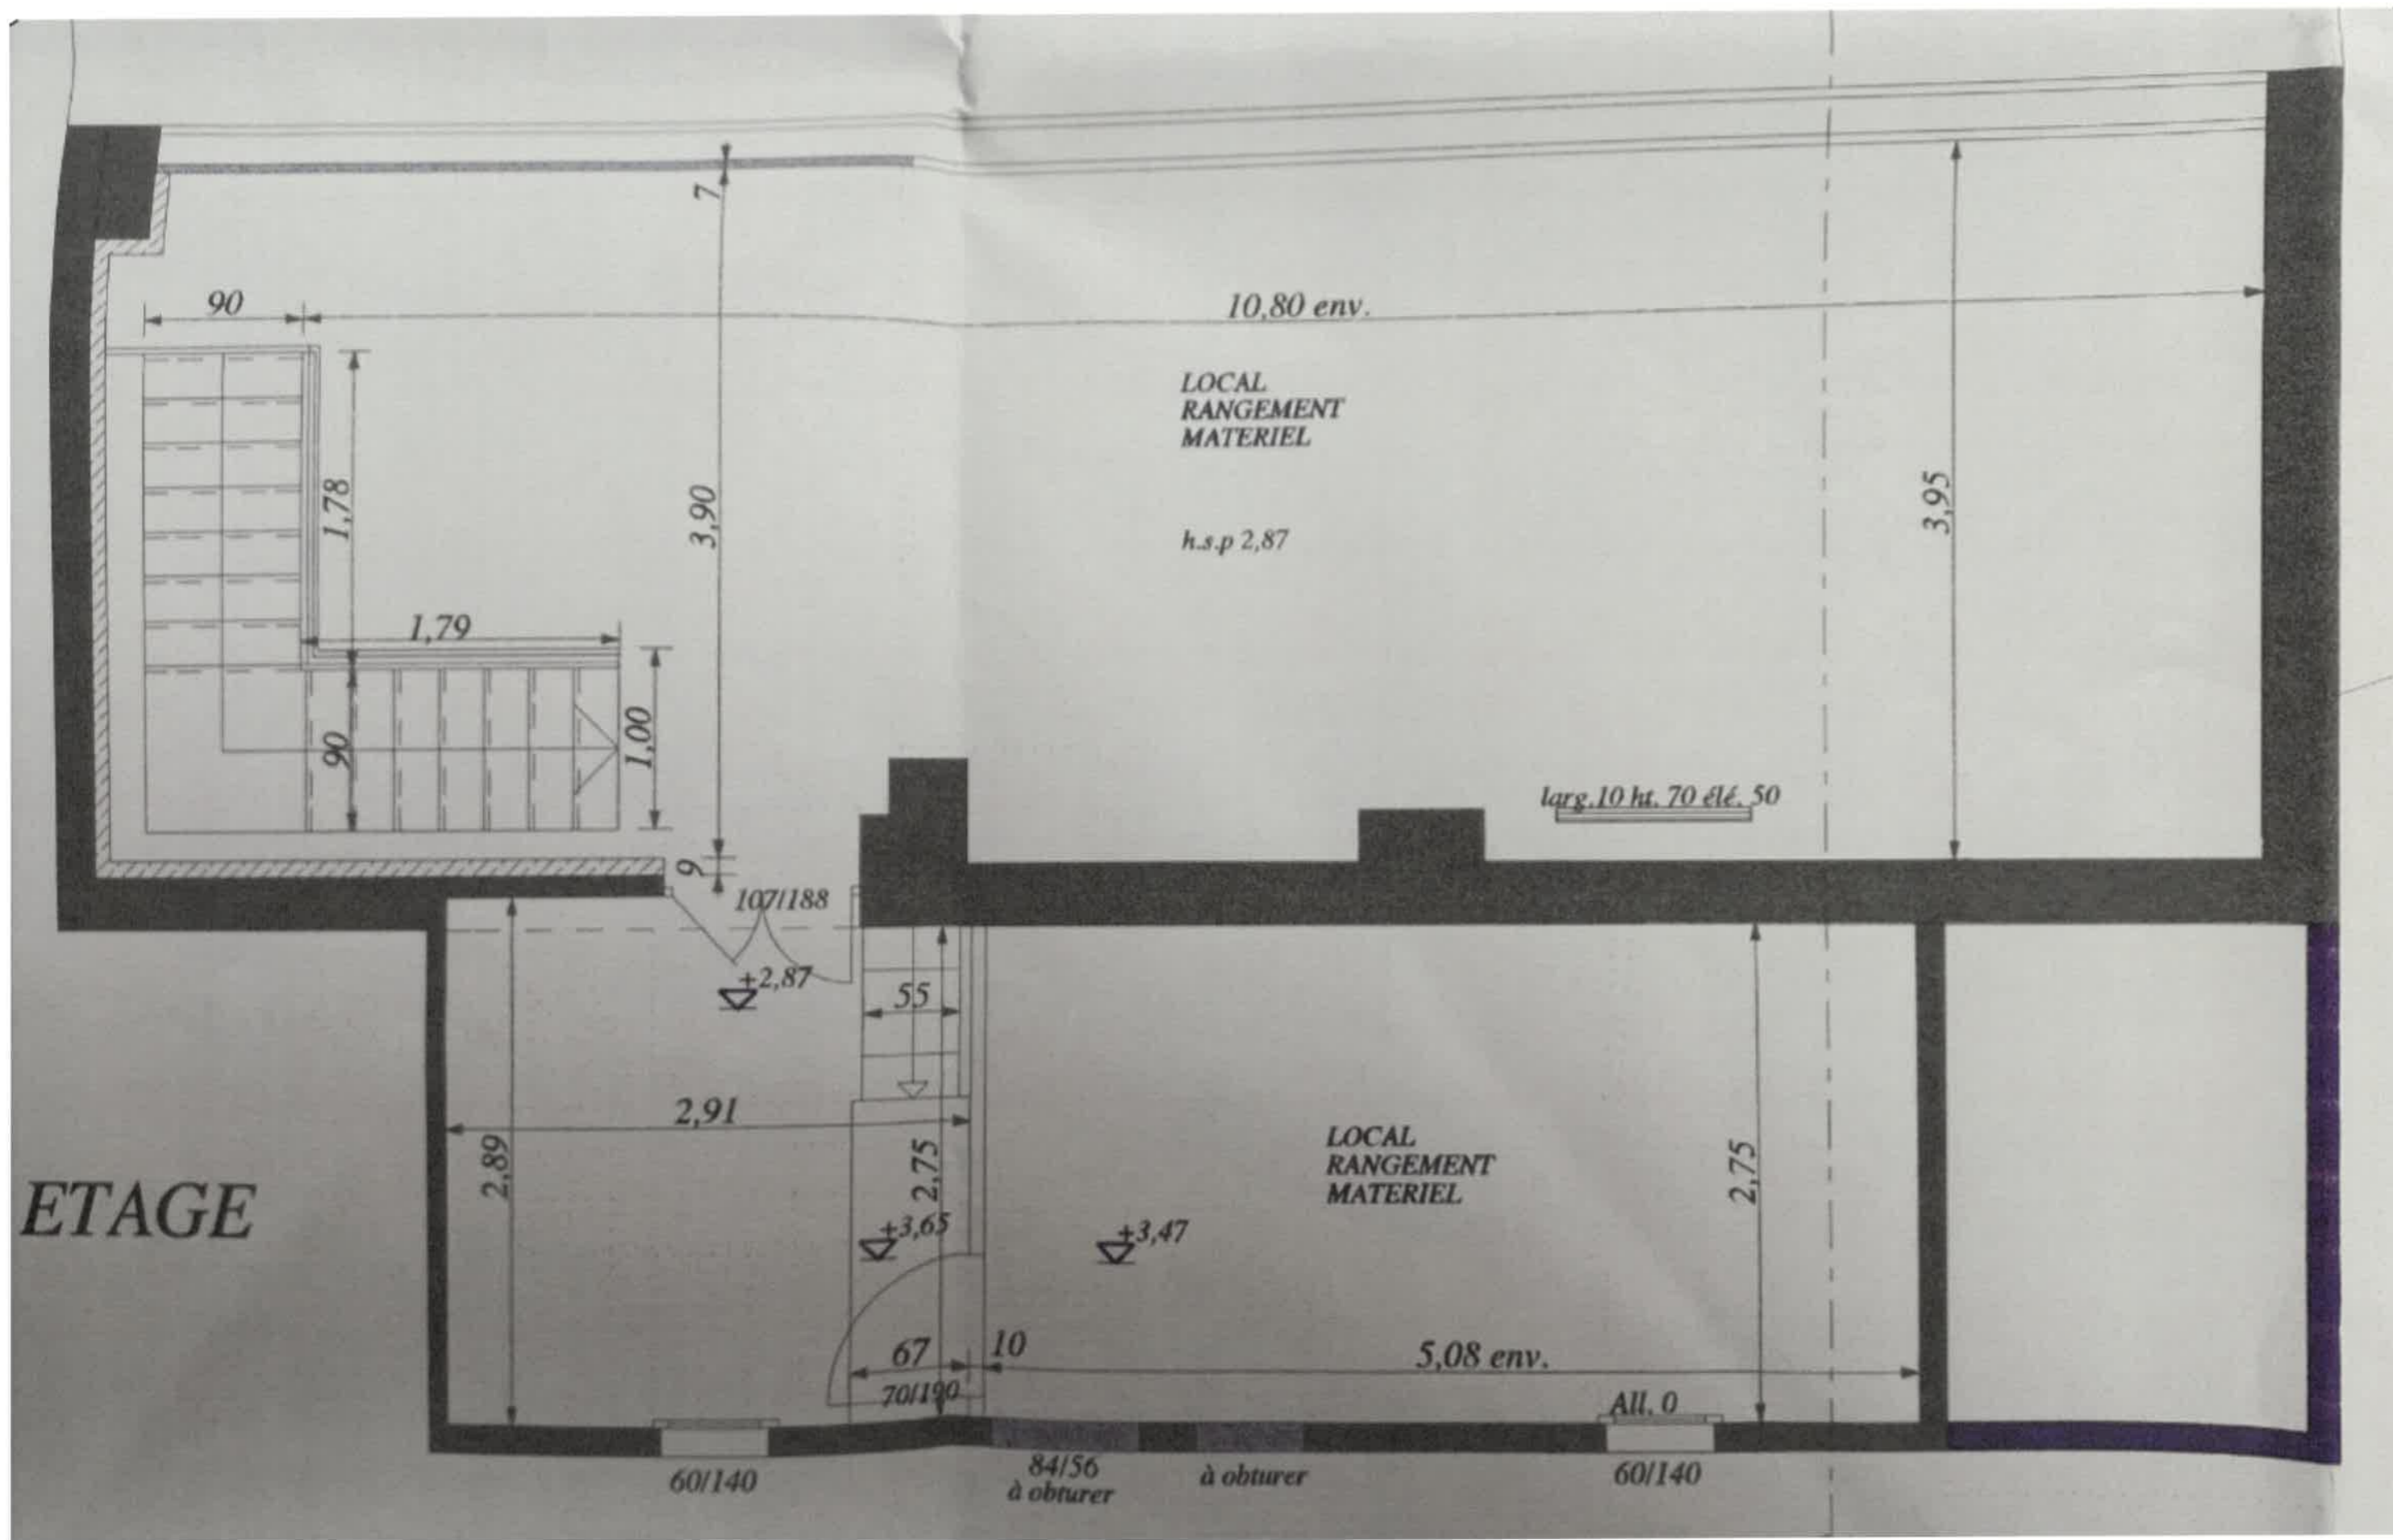 7
90
10,80 env.
LOCAL
RANGEMENT
MATERIEL
1,78
3,90
3,95
h.s.p 2,87
1,79
90
1,00
larg.10 ht. 70 élé. 50
9
107/188
+2,87
55
2,91
2,89
2,75
LOCAL
RANGEMENT
MATERIEL
2,75
ETAGE
+3,65
+3,47
67
10
5,08 env.
70/190
All. 0
60/140
84/56
à obturer
à obturer
60/140